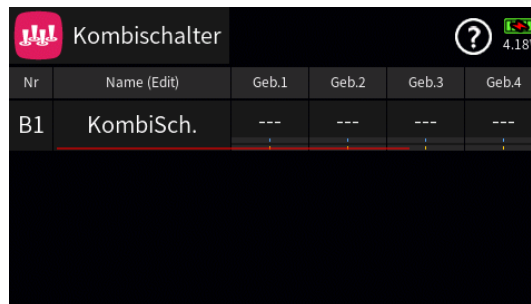 Kombischalter
?
4.18
Nr Name (Edit) Geb.1 Geb.2 Geb.3 Geb.4
B1 KombiSch. --- --- --- ---